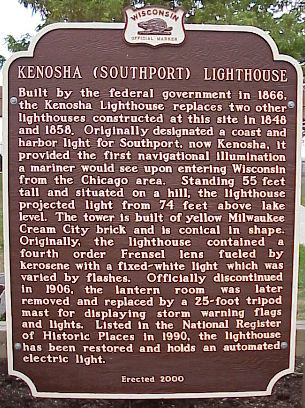 WISCONSIN
OFFICIAL MARKER
KENOSHA (SOUTHPORT) LIGHTHOUSE
Built by the federal government in 1866,
the Kenosha Lighthouse replaces two other
lighthouses constructed at this site in 1848
and 1858. Originally designated a coast and
harbor light for Southport, now Kenosha, it
provided the first navigational illumination
a mariner would see upon entering Wisconsin
from the Chicago area. Standing 55 feet
tall and situated on a hill, the lighthouse
projected light from 74 feet above lake
level. The tower is built of yellow Milwaukee
Cream City brick and is conical in shape.
Originally, the lighthouse contained a
fourth order Frensel lens fueled by
kerosene with a fixed-white light which was
varied by flashes. Officially discontinued
in 1906, the lantern room was later
removed and replaced by a 25-foot tripod
mast for displaying storm warning flags
and lights. Listed in the National Register
of Historic Places in 1990, the lighthouse
has been restored and holds an automated
electric light.
Erected 2000